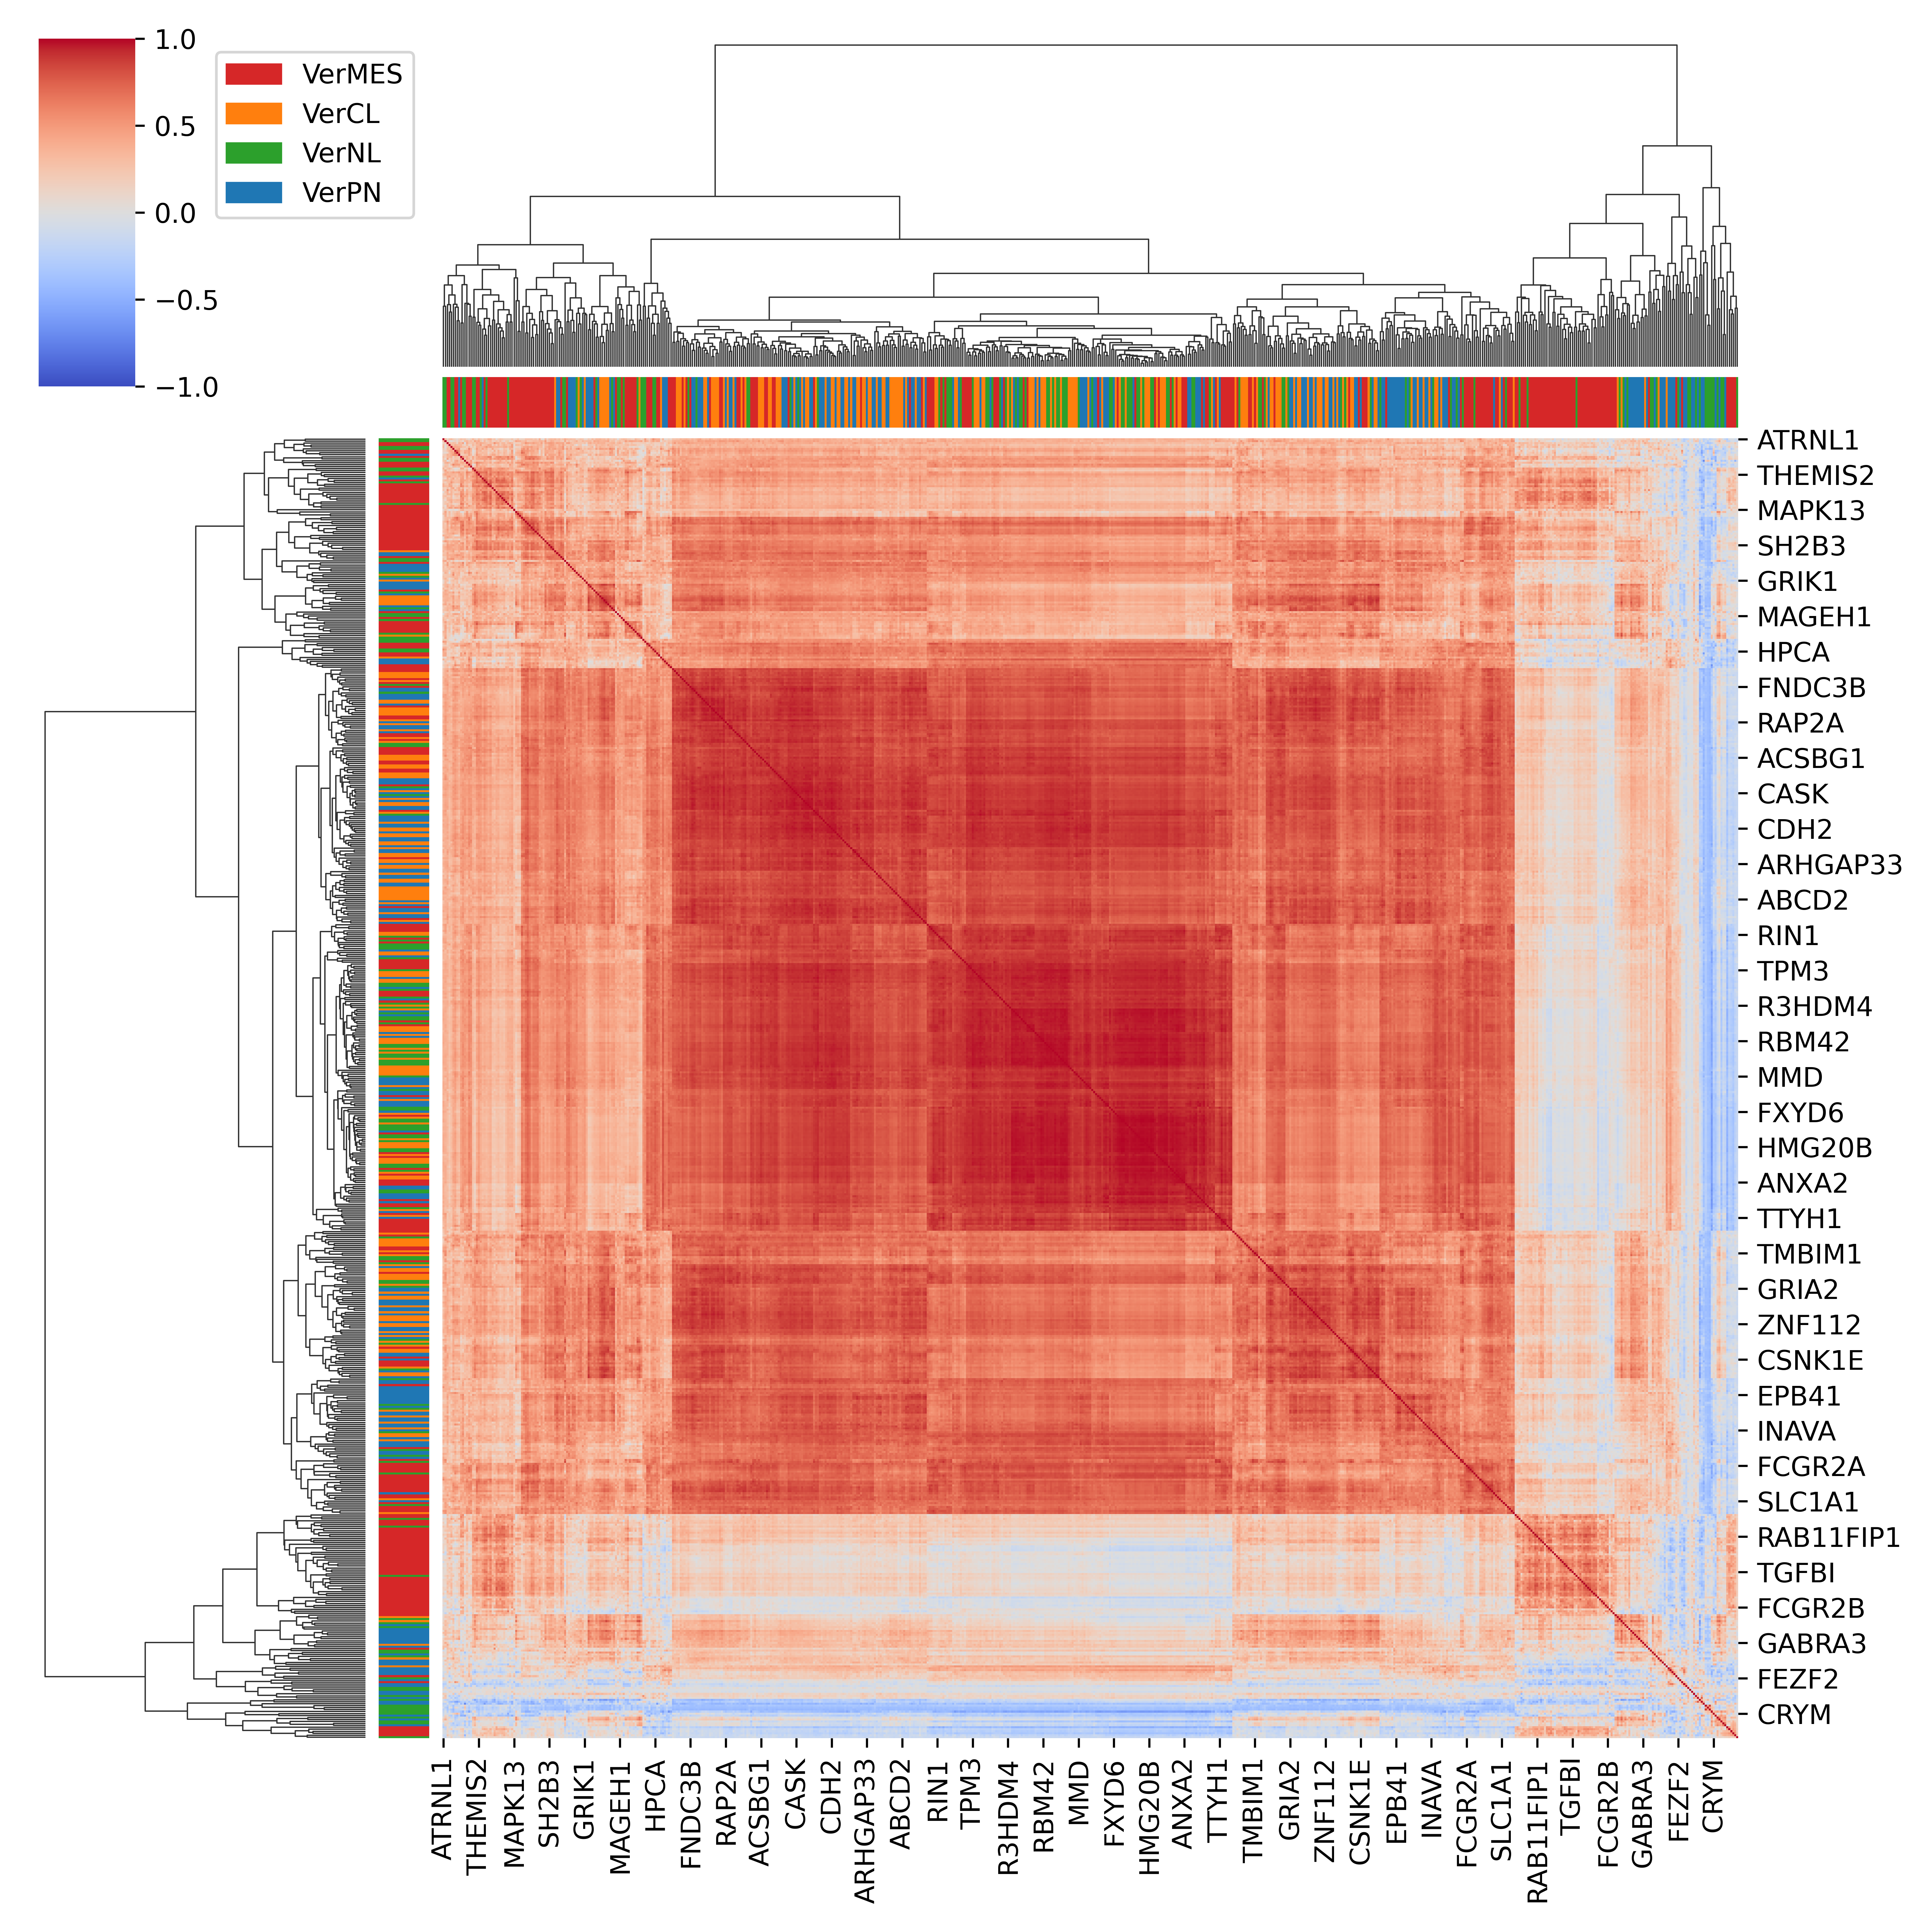 1.0
0.5
0.0
−0.5
−1.0
VerMES
VerCL
VerNL
VerPN
ATRNL1
THEMIS2
MAPK13
SH2B3
GRIK1
MAGEH1
HPCA
FNDC3B
RAP2A
ACSBG1
CASK
CDH2
ARHGAP33
ABCD2
RIN1
TPM3
R3HDM4
RBM42
MMD
FXYD6
HMG20B
ANXA2
TTYH1
TMBIM1
GRIA2
ZNF112
CSNK1E
EPB41
INAVA
FCGR2A
SLC1A1
RAB11FIP1
TGFBI
FCGR2B
GABRA3
FEZF2
CRYM
ATRNL1
THEMIS2
MAPK13
SH2B3
GRIK1
MAGEH1
HPCA
FNDC3B
RAP2A
ACSBG1
CASK
CDH2
ARHGAP33
ABCD2
RIN1
TPM3
R3HDM4
RBM42
MMD
FXYD6
HMG20B
ANXA2
TTYH1
TMBIM1
GRIA2
ZNF112
CSNK1E
EPB41
INAVA
FCGR2A
SLC1A1
RAB11FIP1
TGFBI
FCGR2B
GABRA3
FEZF2
CRYM